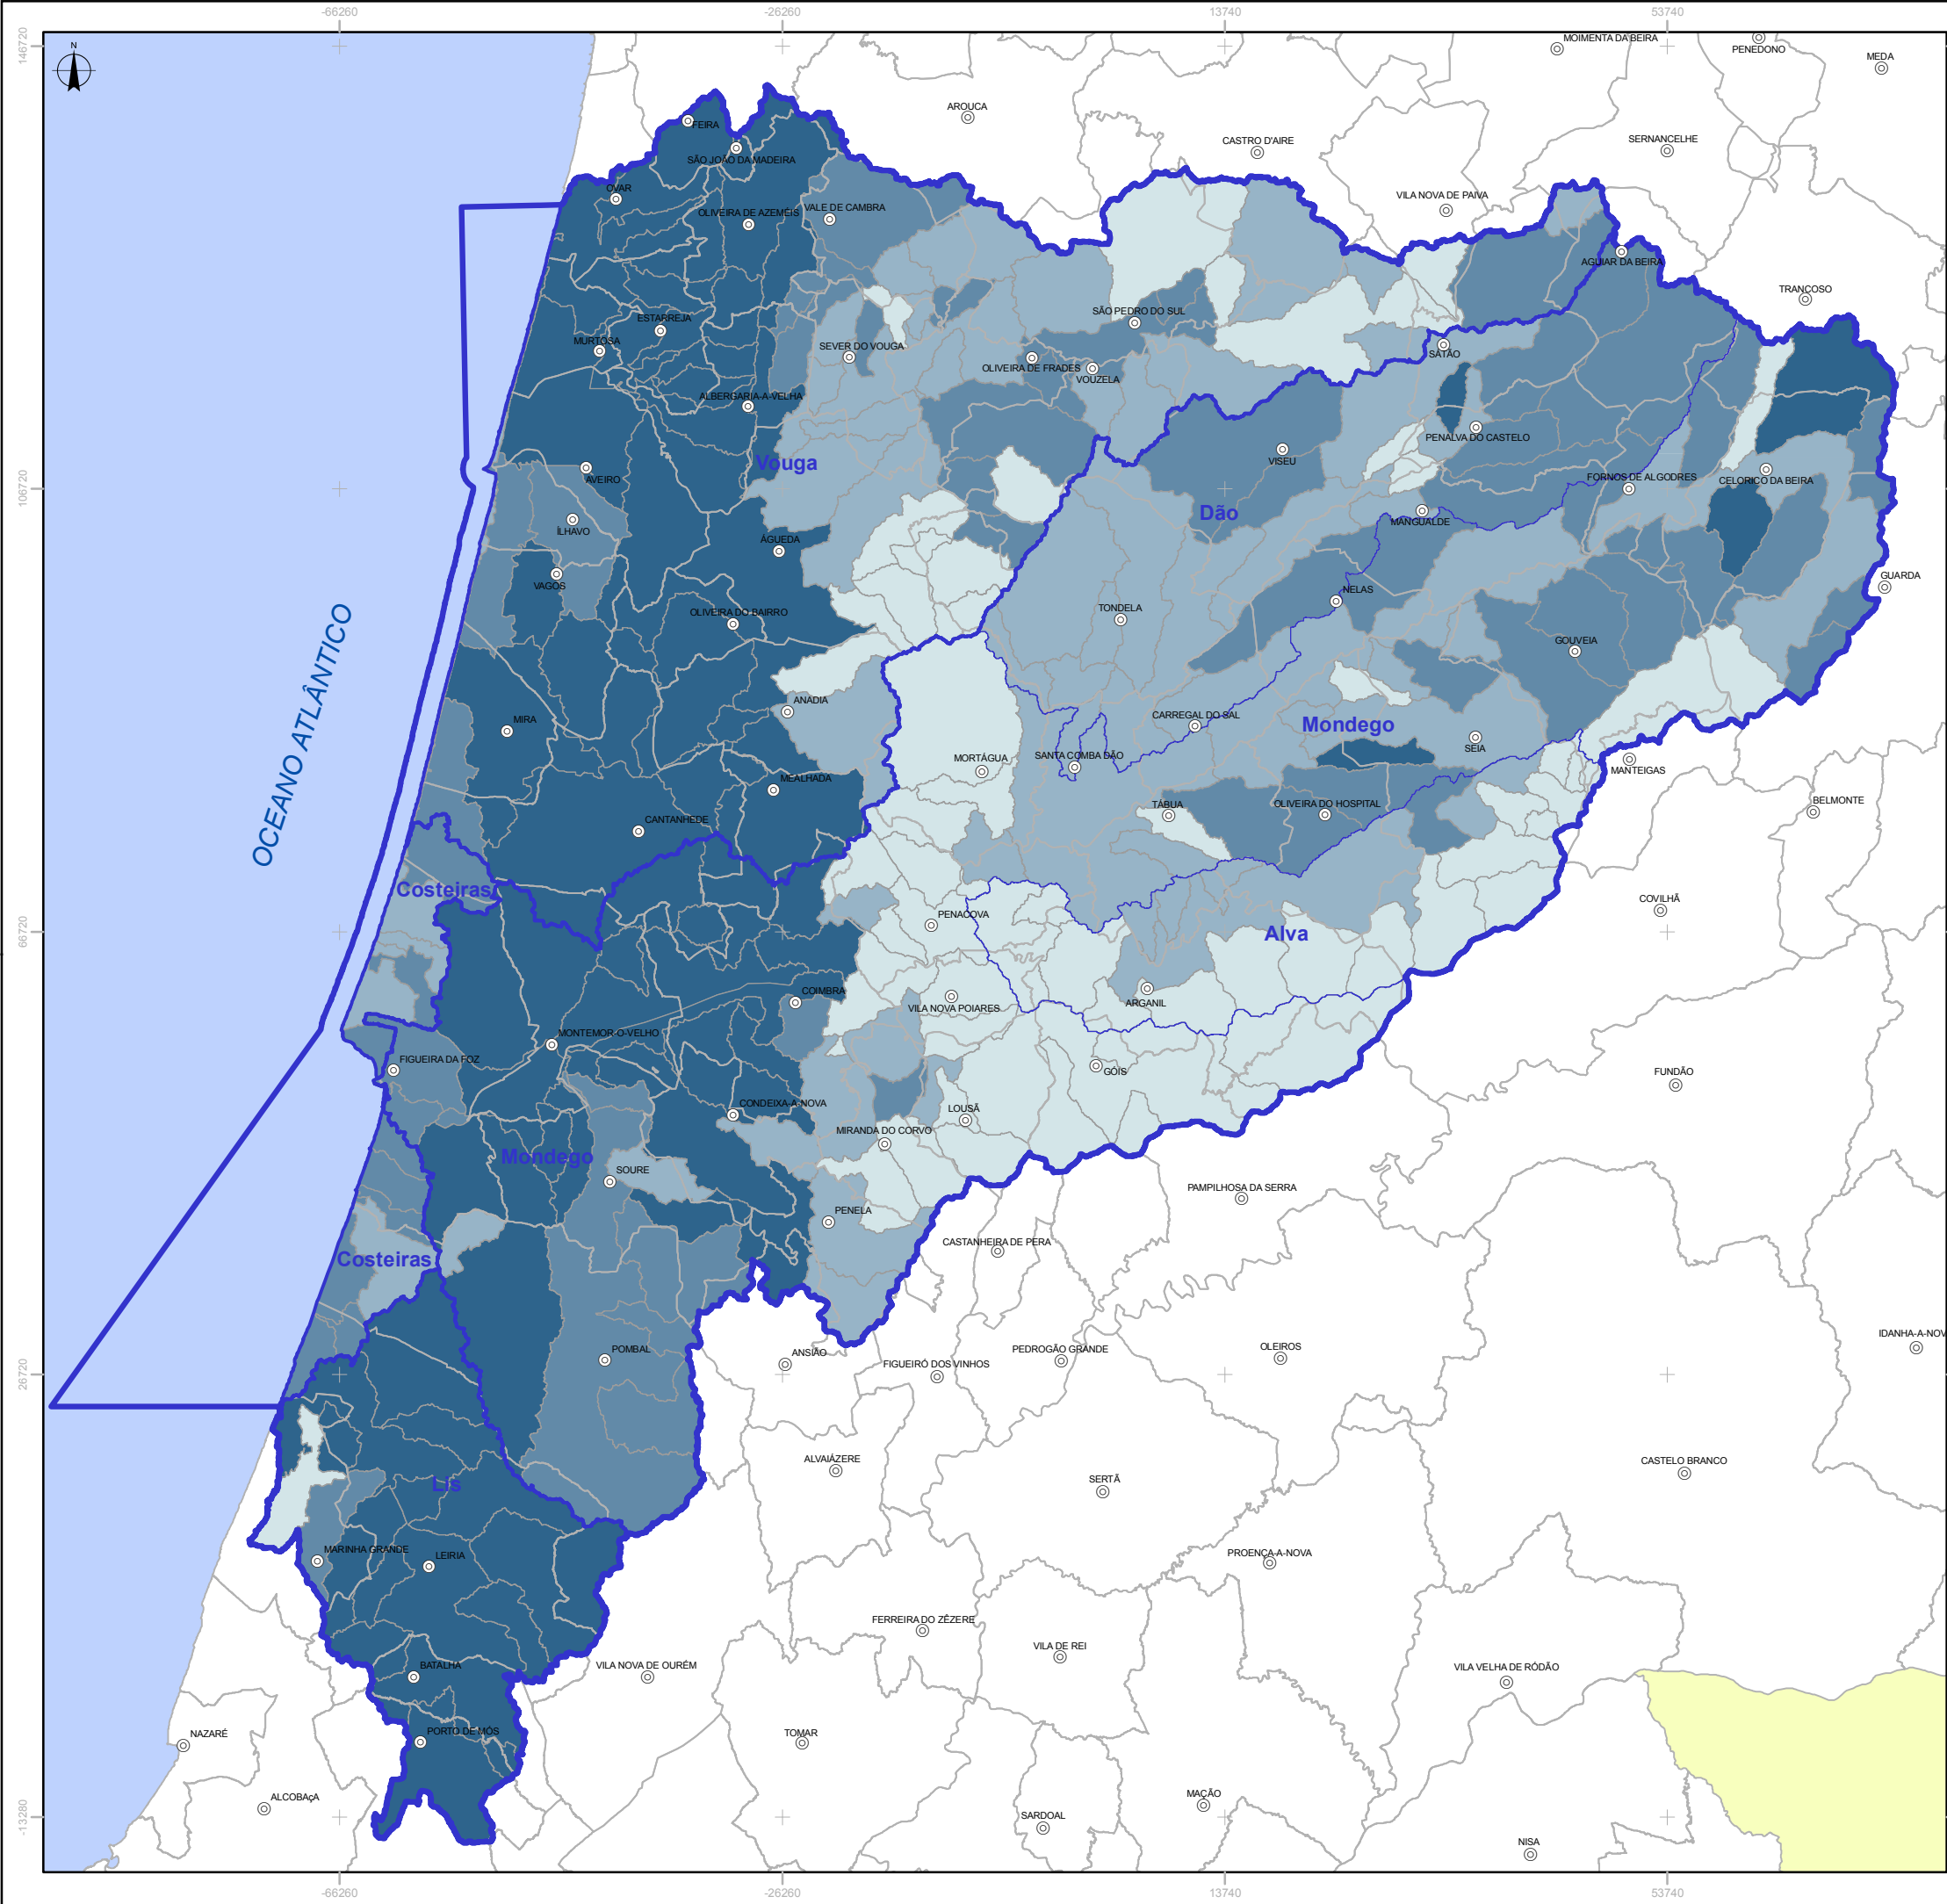 -66260
-26260
13740
53740
146720
106720
66720
26720
-13280
N
MOIMENTA DA BEIRA
PENEDONO
MEDA
AROUCA
CASTRO D'AIRE
SERNANCELHE
FEIRA
SÃO JOÃO DA MADEIRA
OVAR
OLIVEIRA DE AZEMÉIS
VALE DE CAMBRA
VILA NOVA DE PAIVA
AGUIAR DA BEIRA
TRANCOSO
ESTARREJA
MURTOSA
SEVER DO VOUGA
SÃO PEDRO DO SUL
OLIVEIRA DE FRADES
VOUZELA
SATÃO
ALBERGARIA-A-VELHA
PENALVA DO CASTELO
Vouga
VISEU
AVEIRO
FORNOS DE ALGODRES
CELORICO DA BEIRA
Dão
MANGUALDE
ÍLHAVO
ÁGUEDA
VAGOS
GUARDA
NELAS
TONDELA
OLIVEIRA DO BAIRRO
GOUVEIA
OCEANO ATLÂNTICO
ANADIA
MIRA
CARREGAL DO SAL
Mondego
SEIA
MORTÁGUA
SANTA COMBA DÃO
MANTEIGAS
MEALHADA
TÁBUA
OLIVEIRA DO HOSPITAL
BELMONTE
CANTANHEDE
Costeiras
COVILHÃ
PENACOVA
Alva
COIMBRA
VILA NOVA POIARES
ARGANIL
MONTEMOR-O-VELHO
FIGUEIRA DA FOZ
GÓIS
FUNDÃO
CONDEIXA-A-NOVA
LOUSÃ
MIRANDA DO CORVO
Mondego
SOURE
PAMPILHOSA DA SERRA
PENELA
CASTANHEIRA DE PERA
Costeiras
POMBAL
ANSIÃO
FIGUEIRÓ DOS VINHOS
PEDROGÃO GRANDE
OLEIROS
IDANHA-A-NOV
ALVAIÁZERE
SERTÃ
CASTELO BRANCO
Lis
MARINHA GRANDE
LEIRIA
PROENÇA-A-NOVA
FERREIRA DO ZÊZERE
VILA DE REI
BATALHA
VILA NOVA DE OURÉM
VILA VELHA DE RÓDÃO
NAZARÉ
PORTO DE MÓS
TOMAR
ALCOBAçA
MAÇÃO
SARDOAL
NISA
-66260
-26260
13740
53740